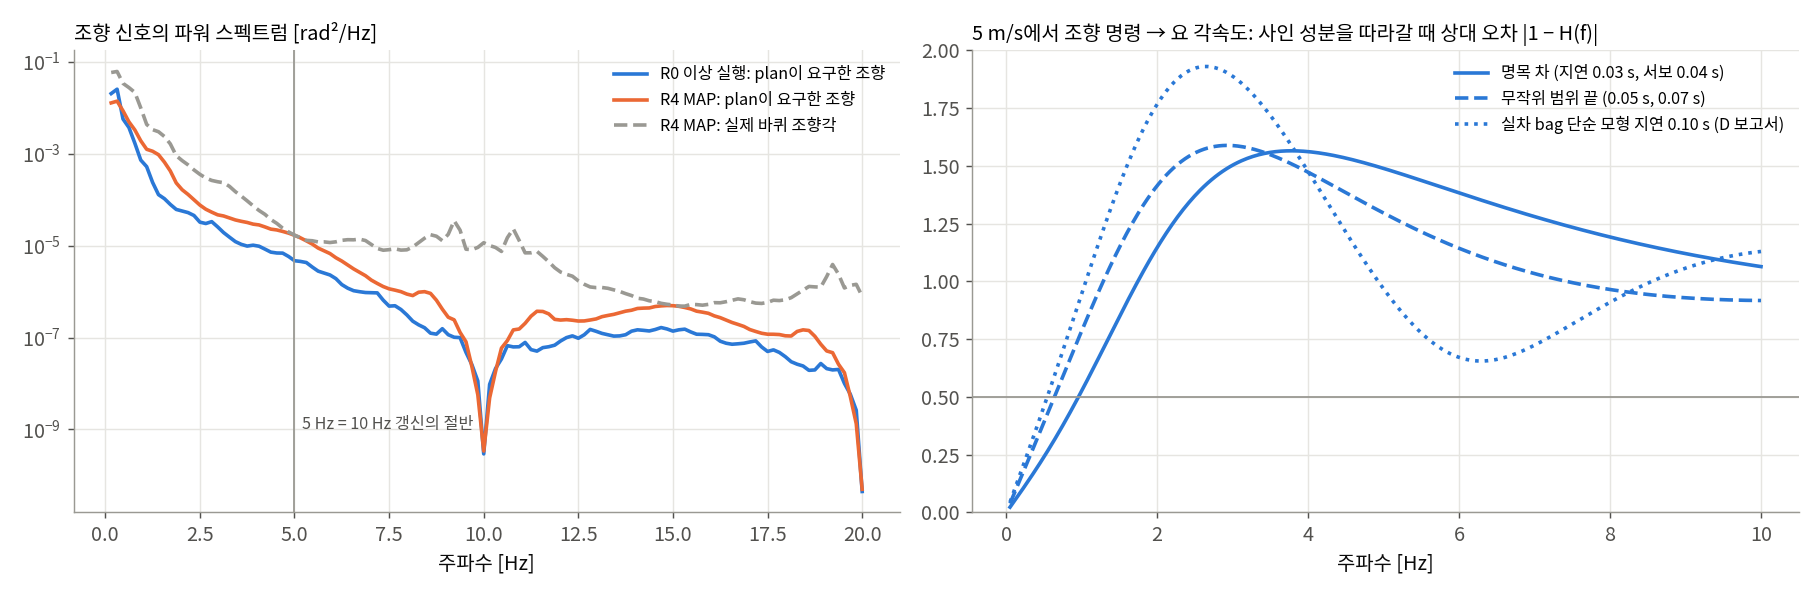 조향 신호의 파워 스펙트럼 [rad²/Hz]
R0 이상 실행: plan이 요구한 조향
R4 MAP: plan이 요구한 조향
R4 MAP: 실제 바퀴 조향각
10⁻¹
10⁻³
10⁻⁵
10⁻⁷
10⁻⁹
5 Hz = 10 Hz 갱신의 절반
0.0 2.5 5.0 7.5 10.0 12.5 15.0 17.5 20.0
주파수 [Hz]
5 m/s에서 조향 명령 → 요 각속도: 사인 성분을 따라갈 때 상대 오차 |1 − H(f)|
명목 차 (지연 0.03 s, 서보 0.04 s)
무작위 범위 끝 (0.05 s, 0.07 s)
실차 bag 단순 모형 지연 0.10 s (D 보고서)
2.00
1.75
1.50
1.25
1.00
0.75
0.50
0.25
0.00
0 2 4 6 8 10
주파수 [Hz]